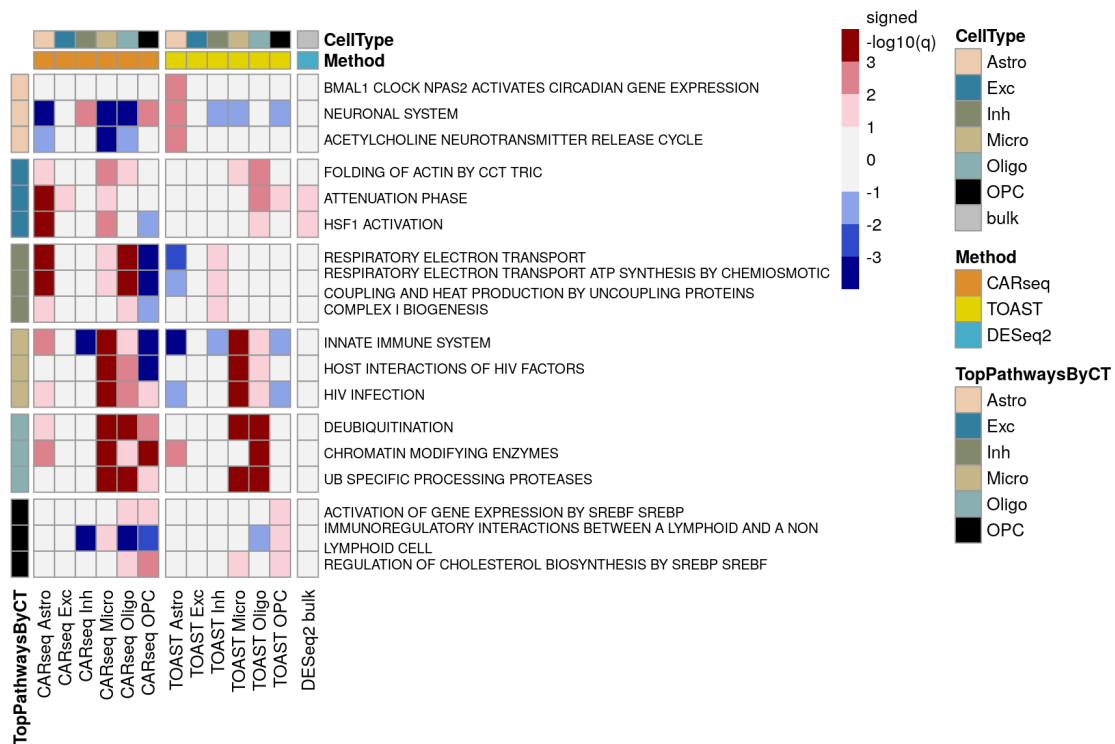 CellType
Method
BMAL1 CLOCK NPAS2 ACTIVATES CIRCADIAN GENE EXPRESSION
NEURONAL SYSTEM
ACETYLCHOLINE NEUROTRANSMITTER RELEASE CYCLE
FOLDING OF ACTIN BY CCT TRIC
ATTENUATION PHASE
HSF1 ACTIVATION
RESPIRATORY ELECTRON TRANSPORT
RESPIRATORY ELECTRON TRANSPORT ATP SYNTHESIS BY CHEMIOSMOTIC
COUPLING AND HEAT PRODUCTION BY UNCOUPLING PROTEINS
COMPLEX I BIOGENESIS
INNATE IMMUNE SYSTEM
HOST INTERACTIONS OF HIV FACTORS
HIV INFECTION
DEUBIQUITINATION
CHROMATIN MODIFYING ENZYMES
UB SPECIFIC PROCESSING PROTEASES
ACTIVATION OF GENE EXPRESSION BY SREBF SREBP
IMMUNOREGULATORY INTERACTIONS BETWEEN A LYMPHOID AND A NON
LYMPHOID CELL
REGULATION OF CHOLESTEROL BIOSYNTHESIS BY SREBP SREBF
TopPathwaysByCT
CARseq Astro
CARseq Exc
CARseq Inh
CARseq Micro
CARseq Oligo
CARseq OPC
TOAST Astro
TOAST Exc
TOAST Inh
TOAST Micro
TOAST Oligo
TOAST OPC
DESeq2 bulk
signed
-log10(q)
3
2
1
0
-1
-2
-3
CellType
Astro
Exc
Inh
Micro
Oligo
OPC
bulk
Method
CARseq
TOAST
DESeq2
TopPathwaysByCT
Astro
Exc
Inh
Micro
Oligo
OPC